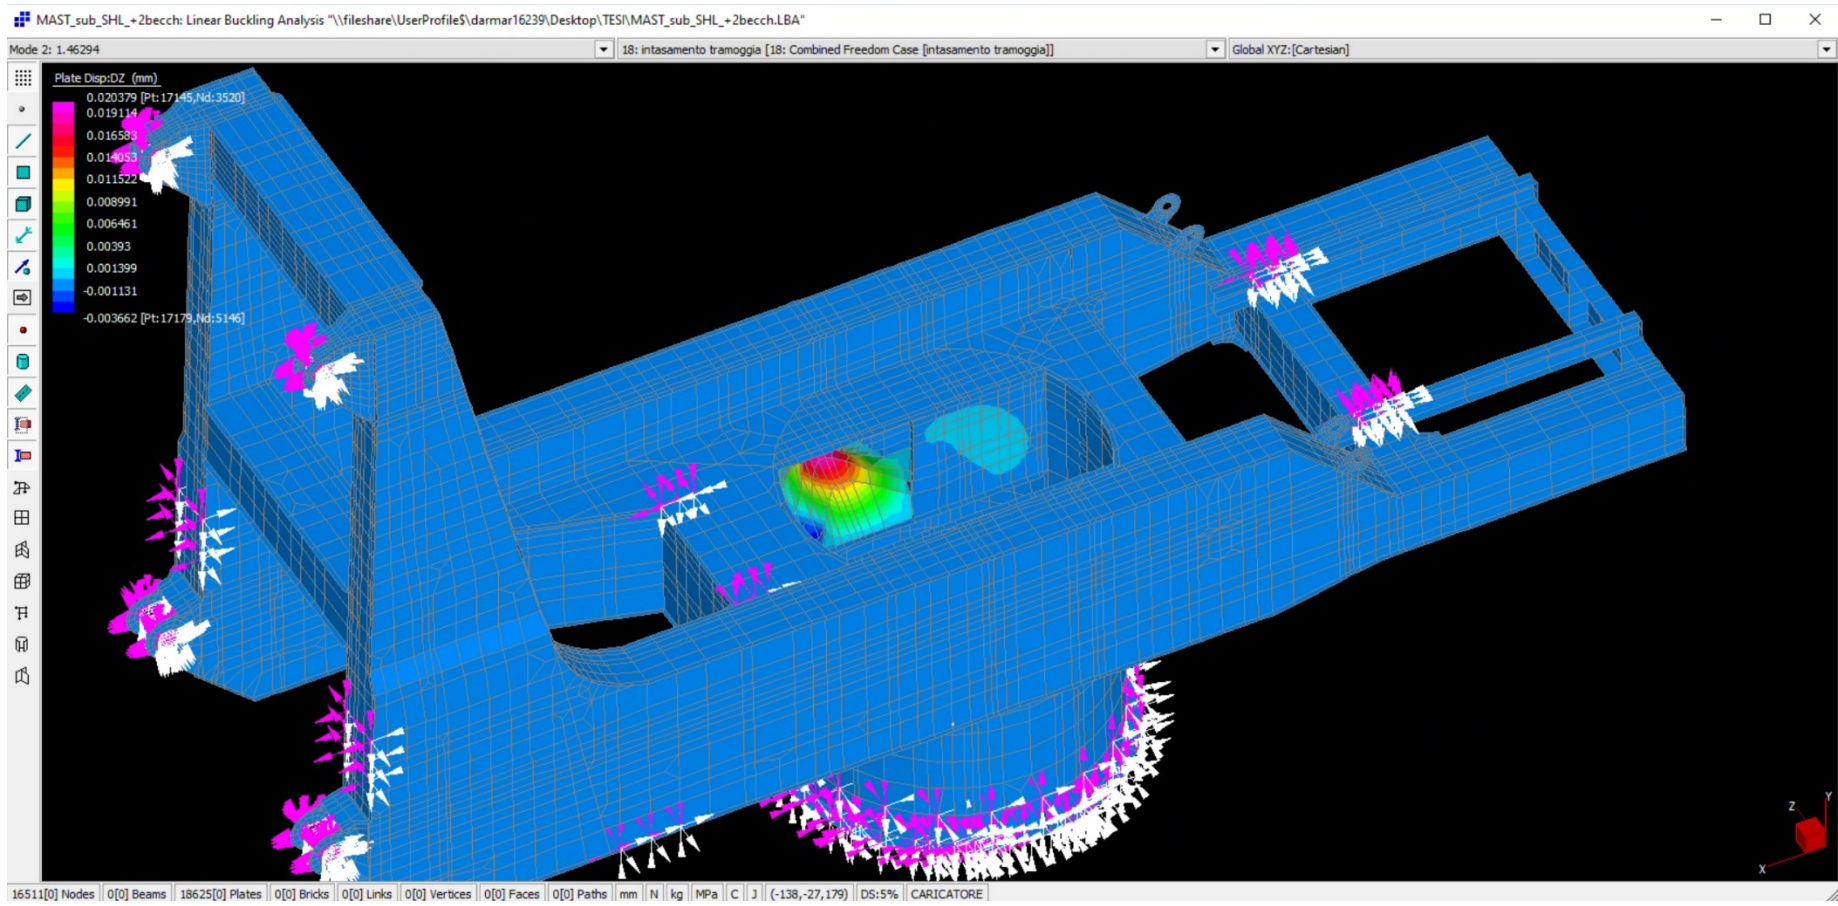 MAST_sub_SHL_+2becch: Linear Buckling Analysis "\\fileshare\UserProfile$\darmar16239\Desktop\TESI\MAST_sub_SHL_+2becch.LBA"
Mode 2: 1.46294
18: intasamento tramoggia [18: Combined Freedom Case [intasamento tramoggia]]
Global XYZ:[Cartesian]
Plate Disp:DZ (mm)
0.020379 [Pt:17145,Nd:3520]
0.019114
0.016583
0.014053
0.011522
0.008991
0.006461
0.00393
0.001399
-0.001131
-0.003662 [Pt:17179,Nd:5146]
Y
Z
X
16511[0] Nodes 0[0] Beams 18625[0] Plates 0[0] Bricks 0[0] Links 0[0] Vertices 0[0] Faces 0[0] Paths mm N kg MPa C J (-138,-27,179) DS:5% CARICATORE